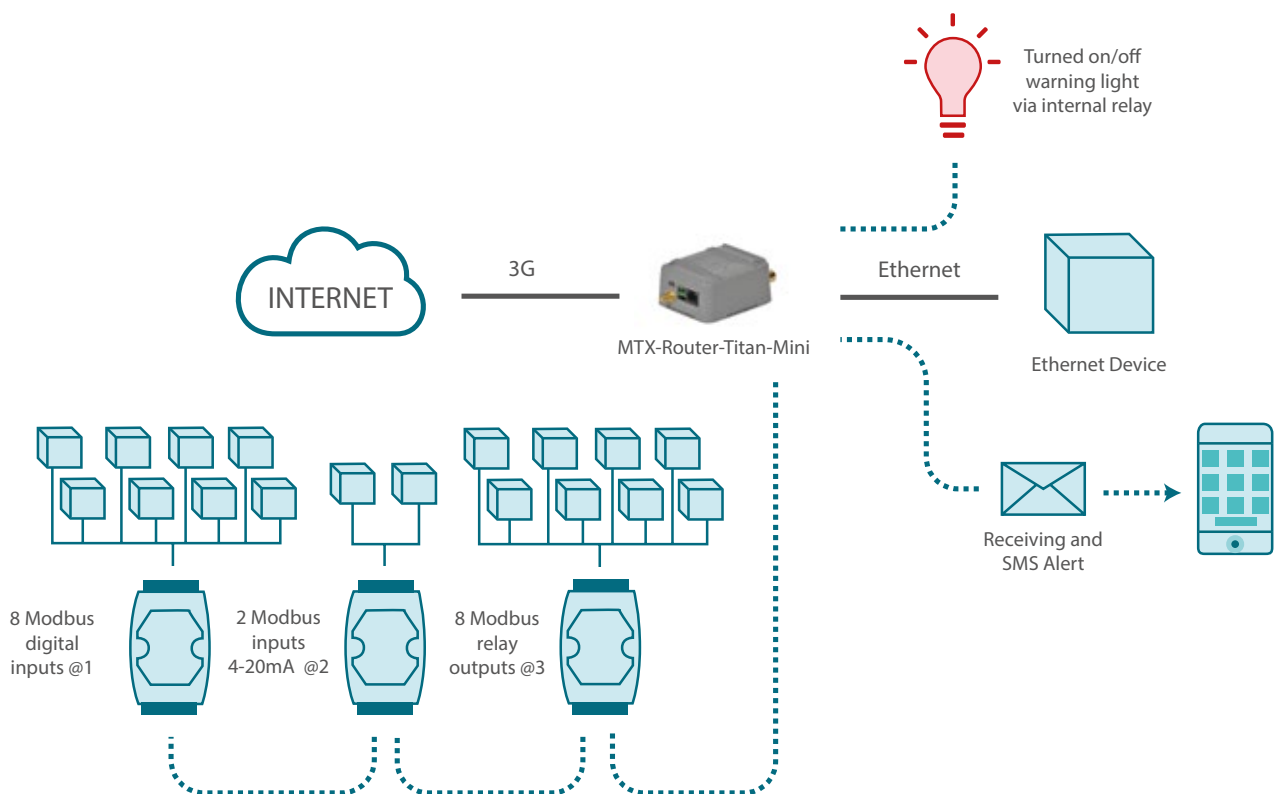 Turned on/off
warning light
via internal relay
INTERNET
3G
MTX-Router-Titan-Mini
Ethernet
Ethernet Device
Receiving and
SMS Alert
8 Modbus
digital
inputs @1
2 Modbus
inputs
4-20mA @2
8 Modbus
relay
outputs @3